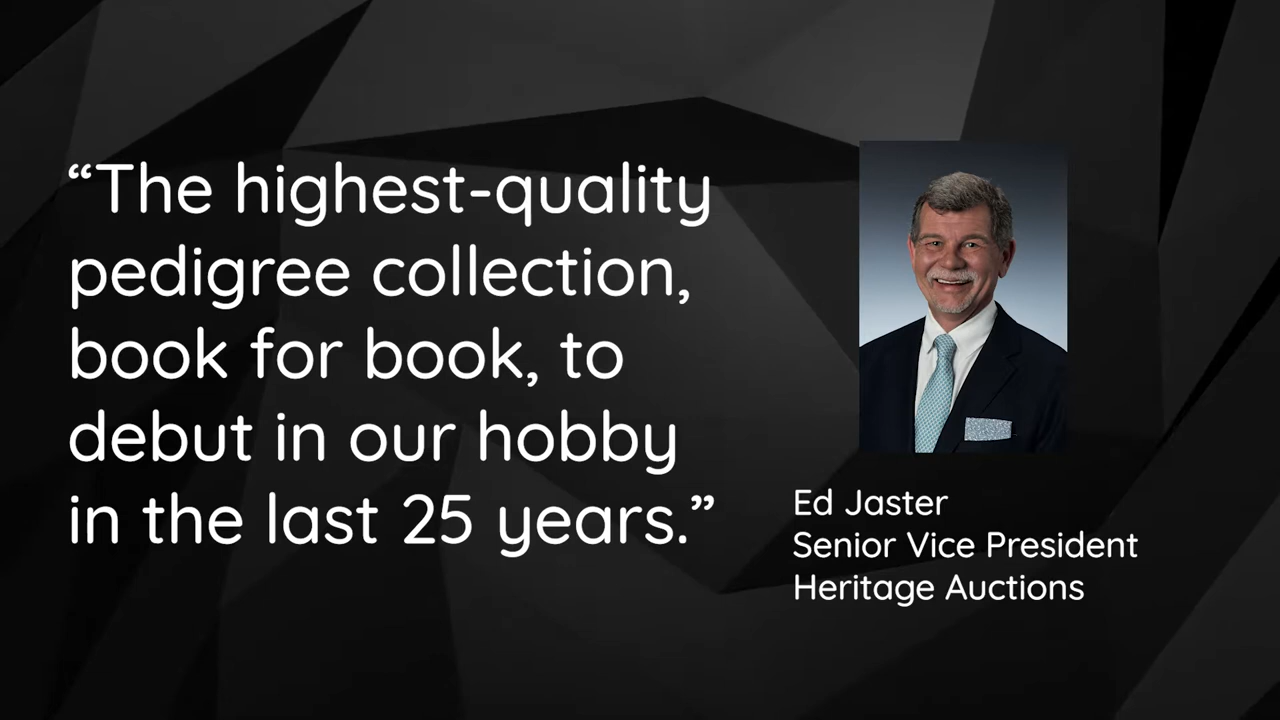 “The highest-quality
pedigree collection,
book for book, to
debut in our hobby
in the last 25 years.”
Ed Jaster
Senior Vice President
Heritage Auctions